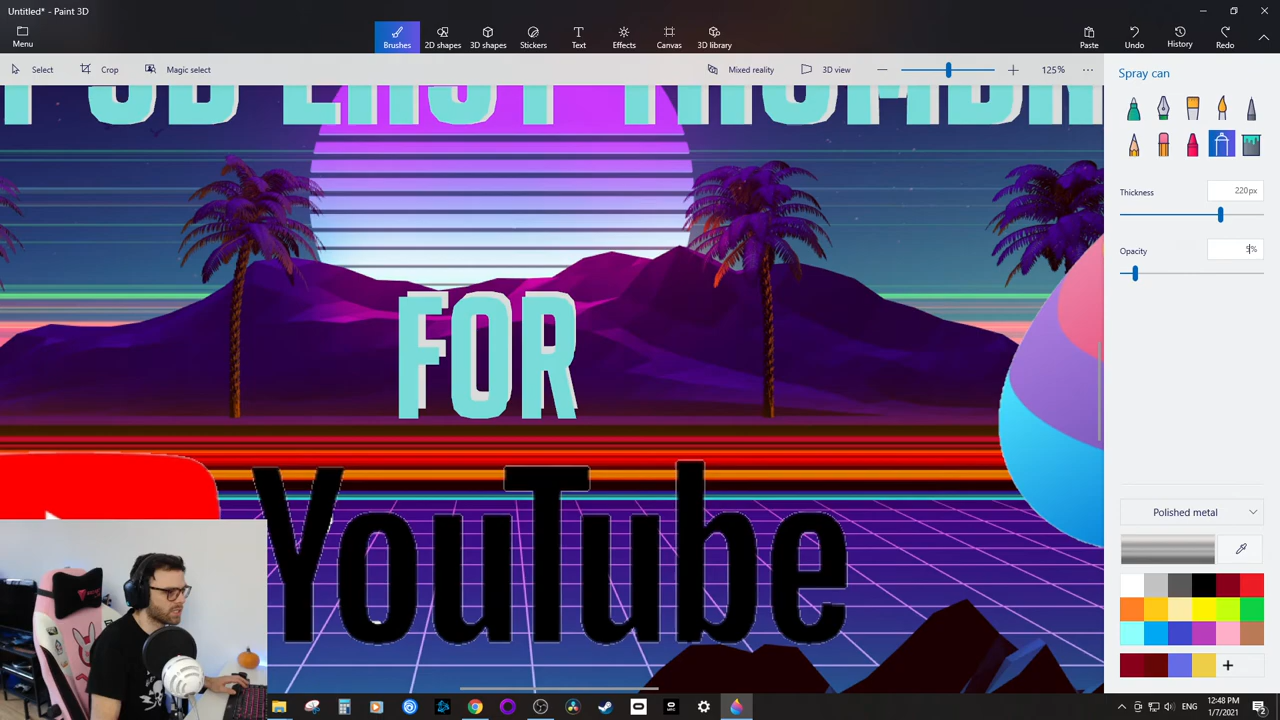 Untitled* - Paint 3D
Menu
Brushes
2D shapes
3D shapes
Stickers
Text
Effects
Canvas
3D library
Paste
Undo
History
Redo
Select
Crop
Magic select
Mixed reality
3D view
125%
Spray can
Thickness
220px
Opacity
5%
FOR
YouTube
Polished metal
ENG
12:48 PM
1/7/2021